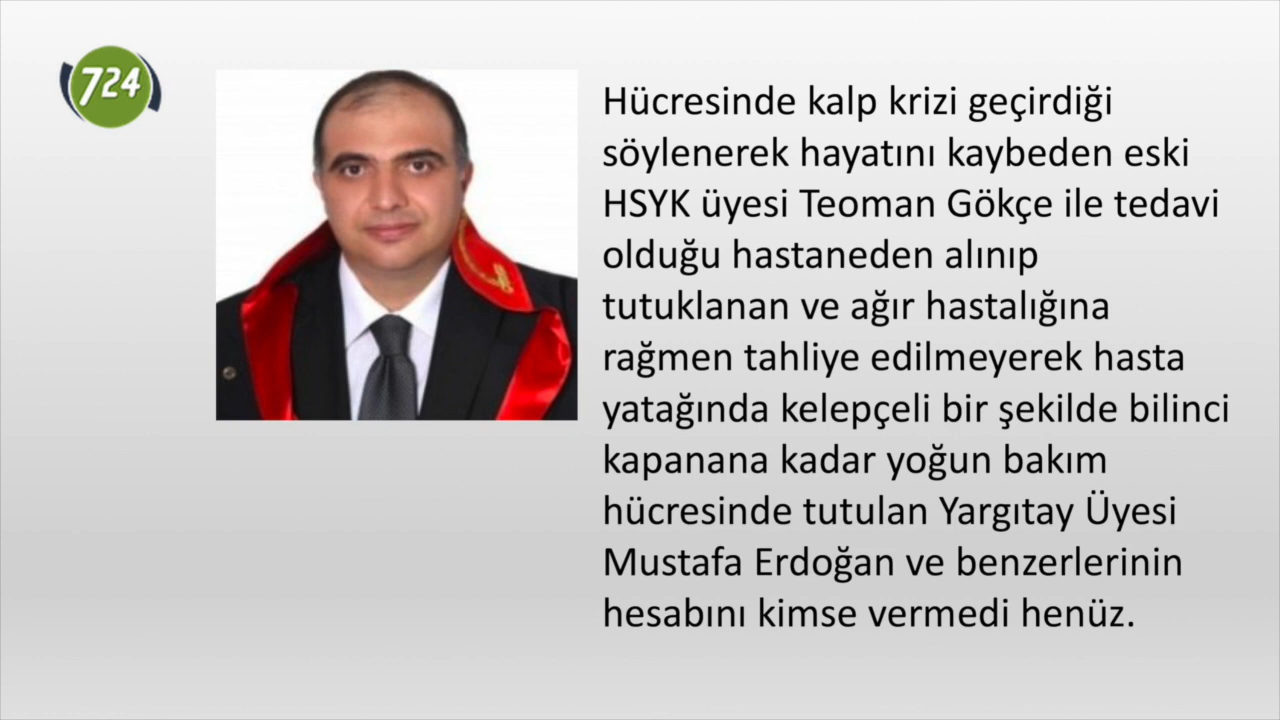 724
Hücresinde kalp krizi geçirdiği
söylenerek hayatını kaybeden eski
HSYK üyesi Teoman Gökçe ile tedavi
olduğu hastaneden alınıp
tutuklanan ve ağır hastalığına
rağmen tahliye edilmeyerek hasta
yatağında kelepçeli bir şekilde bilinci
kapanana kadar yoğun bakım
hücresinde tutulan Yargıtay Üyesi
Mustafa Erdoğan ve benzerlerinin
hesabını kimse vermedi henüz.